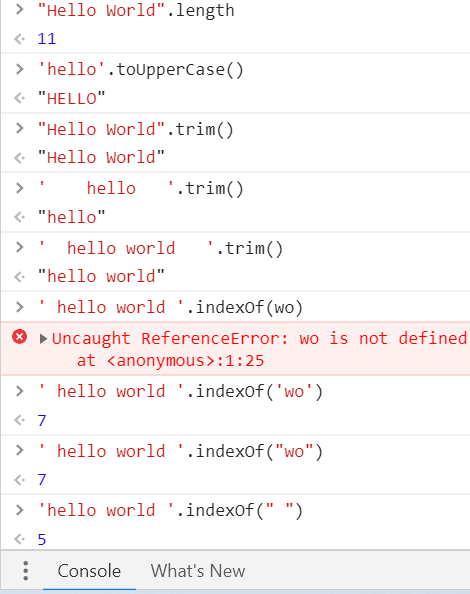 > "Hello World".length
<· 11
> 'hello'.toUpperCase()
<· "HELLO"
> "Hello World".trim()
<· "Hello World"
> '    hello   '.trim()
<· "hello"
> '  hello world   '.trim()
<· "hello world"
> ' hello world '.indexOf(wo)
▶Uncaught ReferenceError: wo is not defined
at <anonymous>:1:25
> ' hello world '.indexOf('wo')
<· 7
> ' hello world '.indexOf("wo")
<· 7
> 'hello world '.indexOf(" ")
<· 5
Console What's New